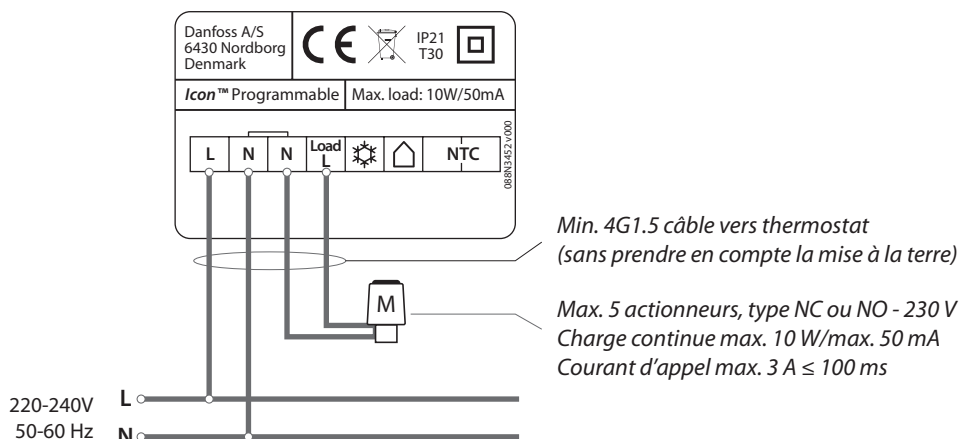 Danfoss A/S
6430 Nordborg
Denmark
IP21
T30
Icon™ Programmable
Max. load: 10W/50mA
L N N Load L NTC
088N3452 v000
Min. 4G1.5 câble vers thermostat
(sans prendre en compte la mise à la terre)
M
Max. 5 actionneurs, type NC ou NO - 230 V
Charge continue max. 10 W/max. 50 mA
Courant d’appel max. 3 A ≤ 100 ms
220-240V L
50-60 Hz N